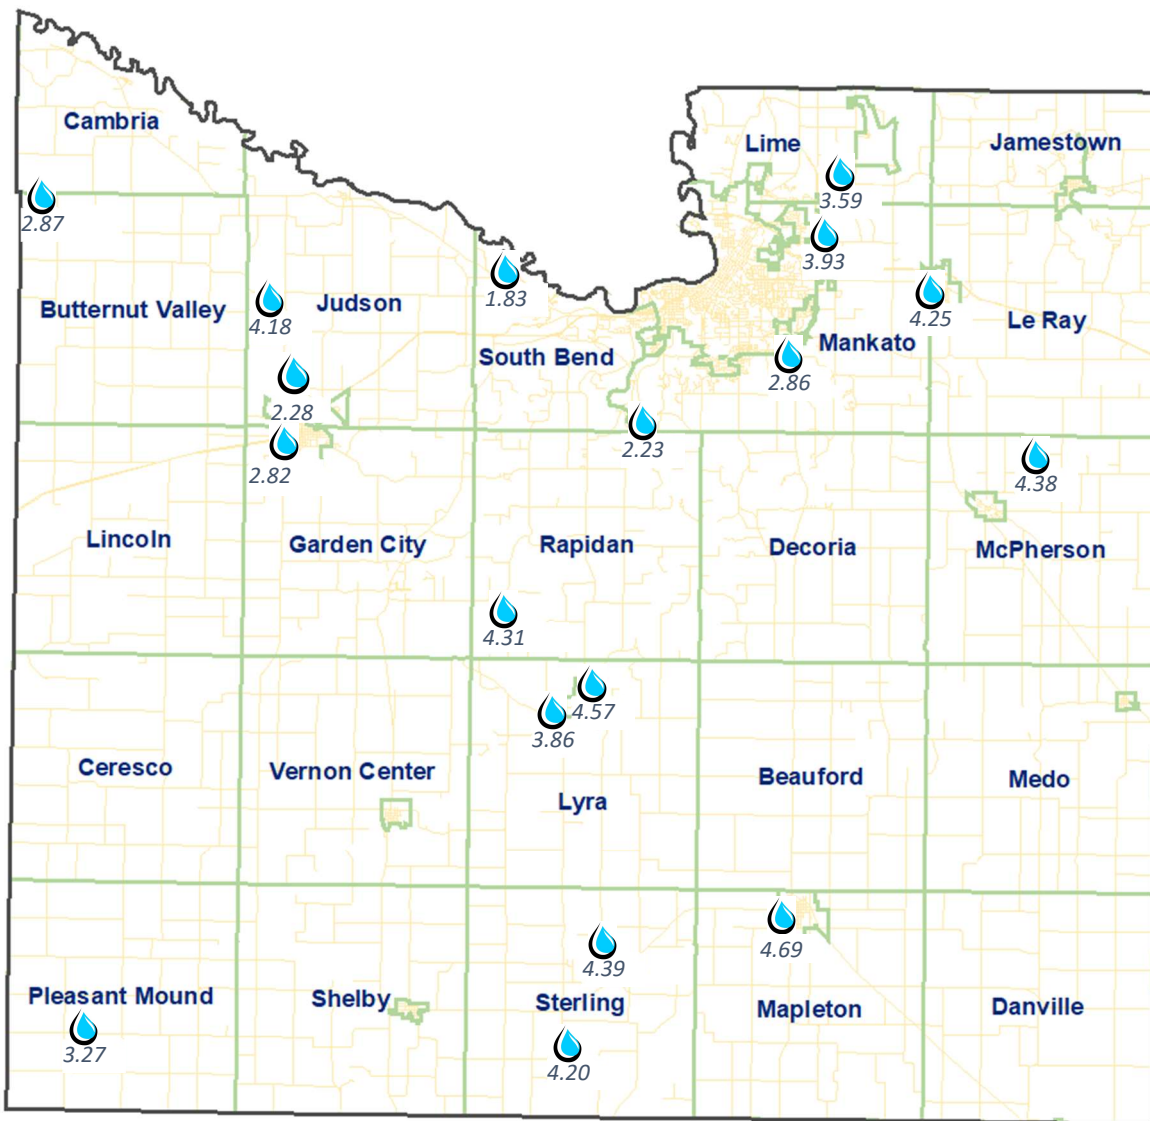 Cambria
Lime
Jamestown
3.59
2.87
3.93
1.83
4.18
Butternut Valley
Judson
4.25
Le Ray
South Bend
Mankato
2.86
2.28
2.23
2.82
4.38
Lincoln
Garden City
Rapidan
Decoria
McPherson
4.31
4.57
3.86
Ceresco
Vernon Center
Lyra
Beauford
Medo
4.69
4.39
Pleasant Mound
Shelby
Sterling
Mapleton
Danville
3.27
4.20